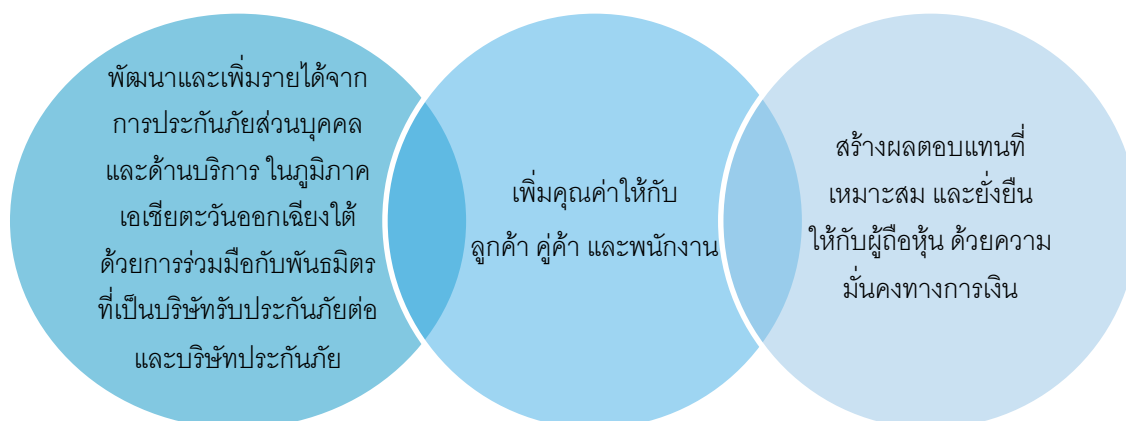 พัฒนาและเพิ่มรายได้จาก
การประกันภัยส่วนบุคคล
และด้านบริการ ในภูมิภาค
เอเชียตะวันออกเฉียงใต้
ด้วยการร่วมมือกับพันธมิตร
ที่เป็นบริษัทรับประกันภัยต่อ
และบริษัทประกันภัย
เพิ่มคุณค่าให้กับ
ลูกค้า คู่ค้า และพนักงาน
สร้างผลตอบแทนที่
เหมาะสม และยั่งยืน
ให้กับผู้ถือหุ้น ด้วยความ
มั่นคงทางการเงิน